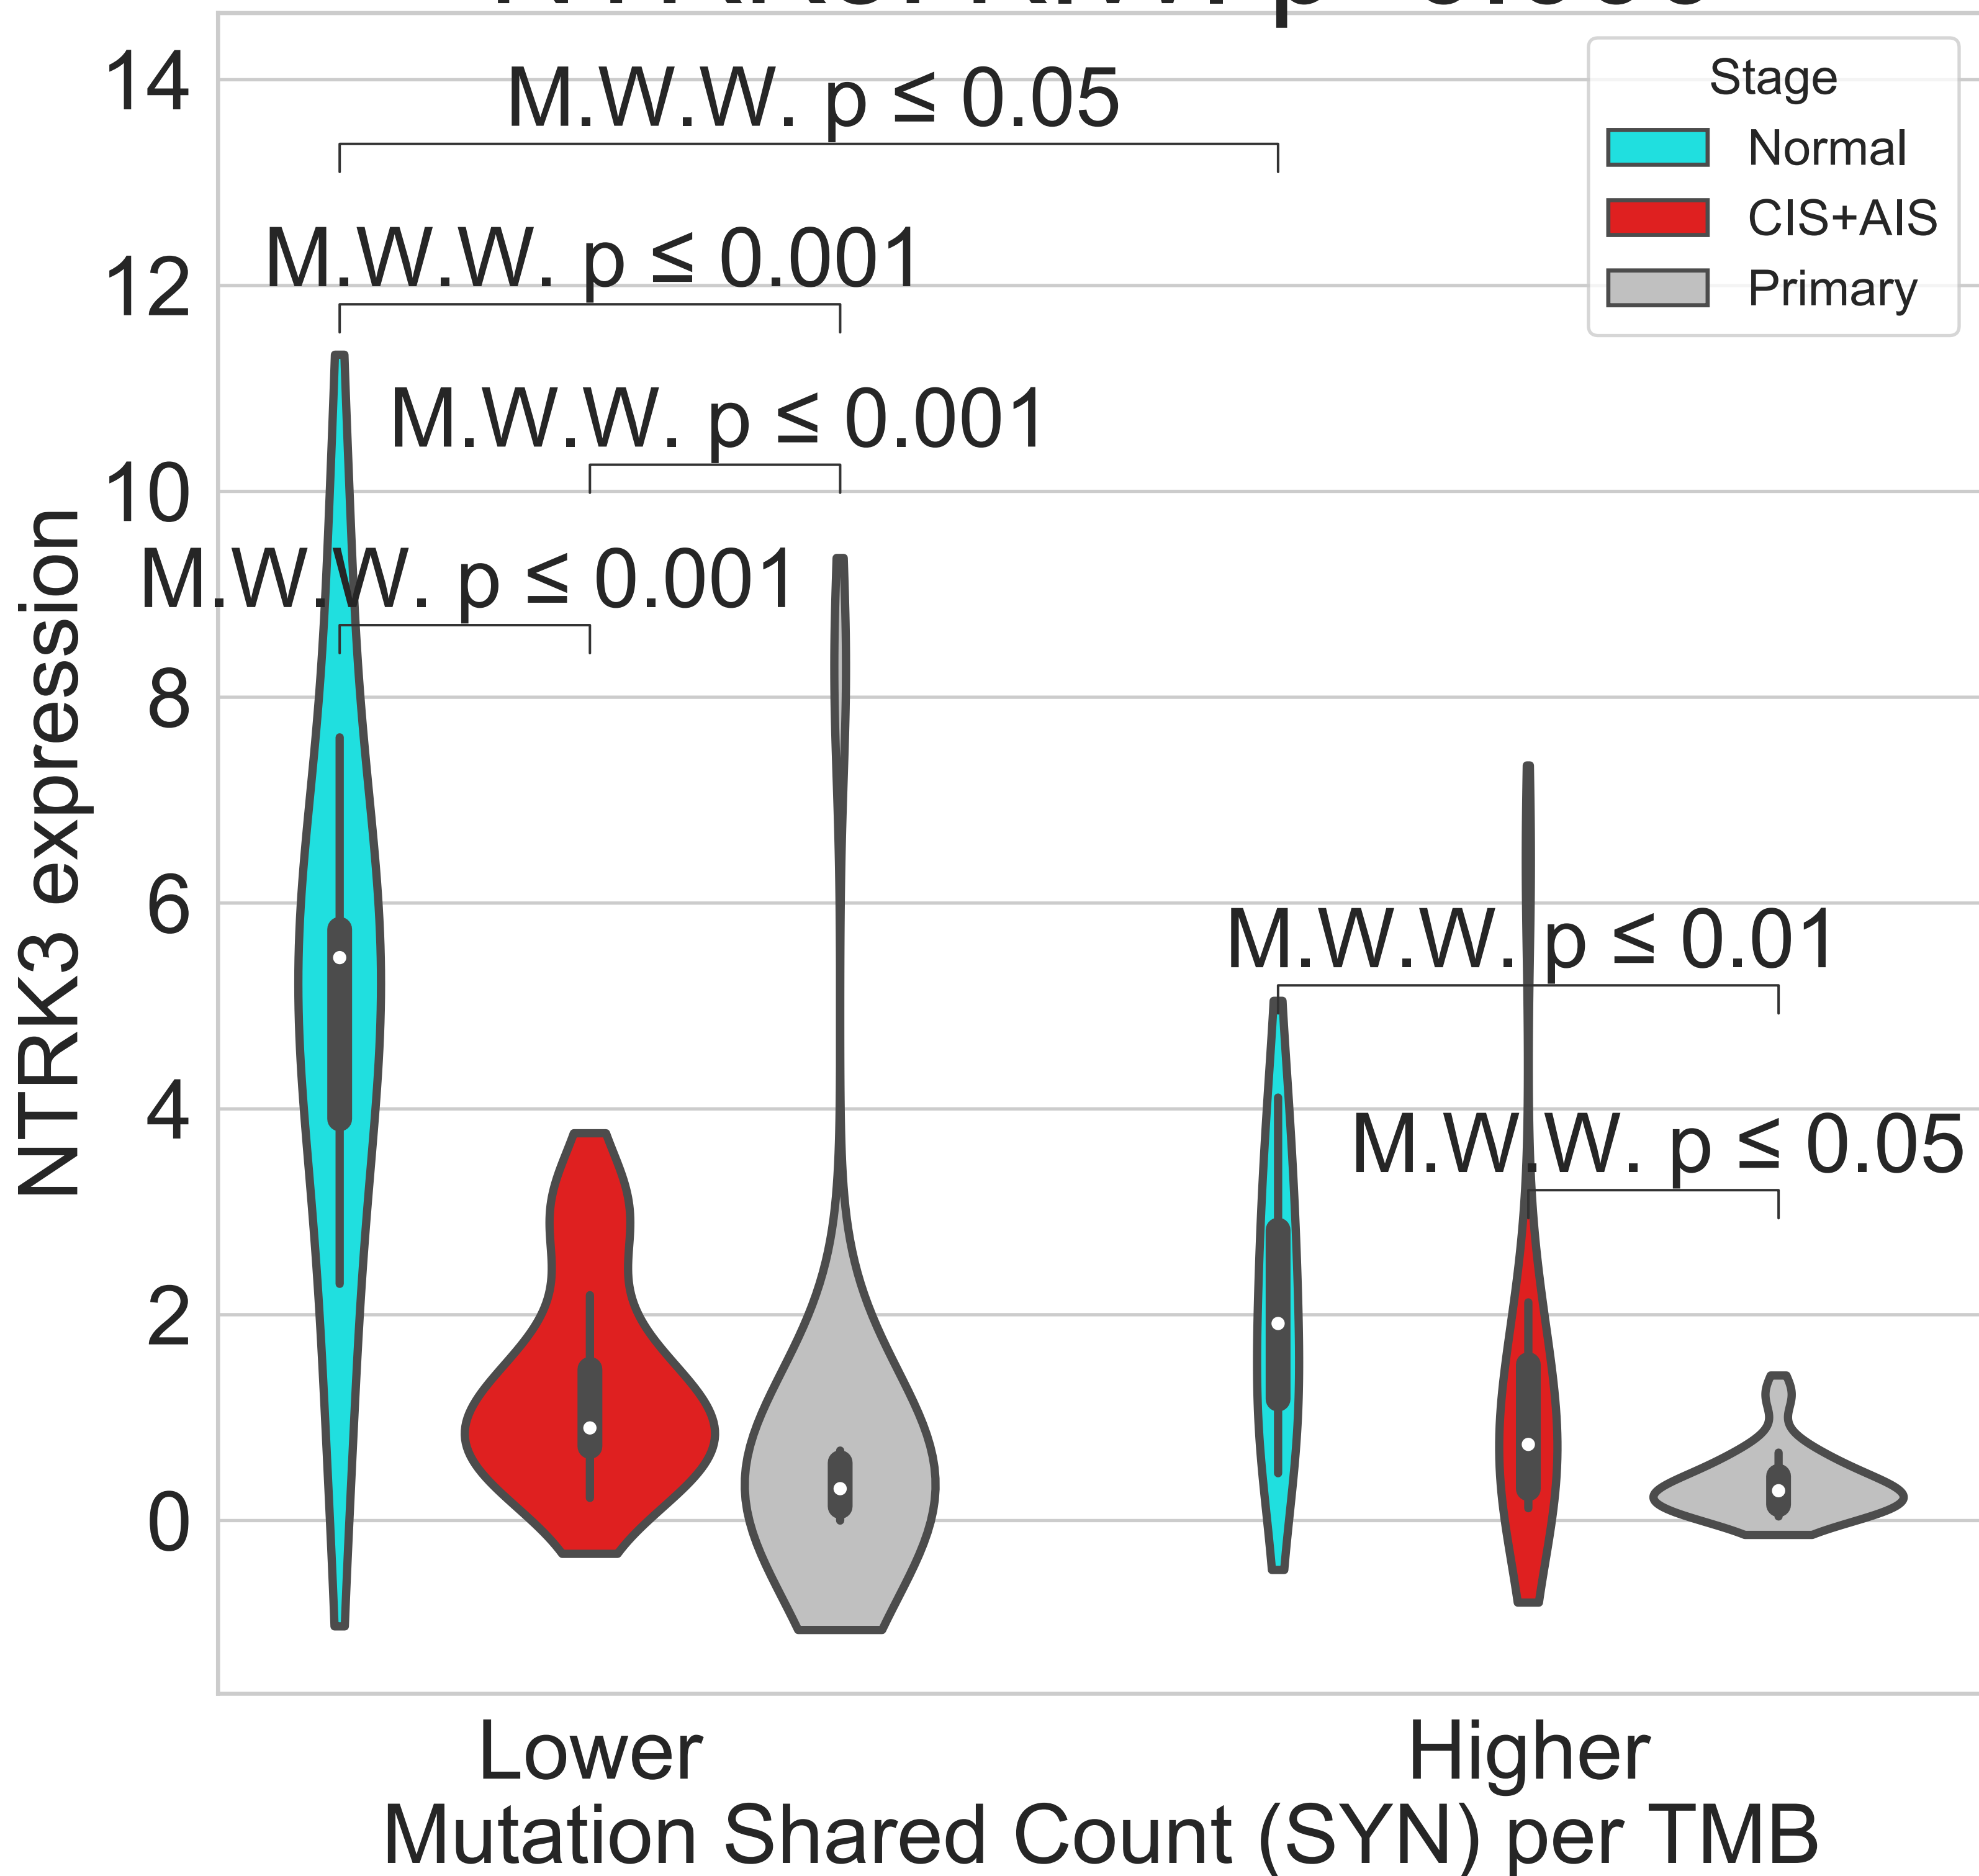 14
M.W.W. p ≤ 0.05
Stage
Normal
CIS+AIS
Primary
M.W.W. p ≤ 0.001
12
M.W.W. p ≤ 0.001
10
M.W.W. p ≤ 0.001
8
6
M.W.W. p ≤ 0.01
4
M.W.W. p ≤ 0.05
2
0
NTRK3 expression
Lower
Higher
Mutation Shared Count (SYN) per TMB